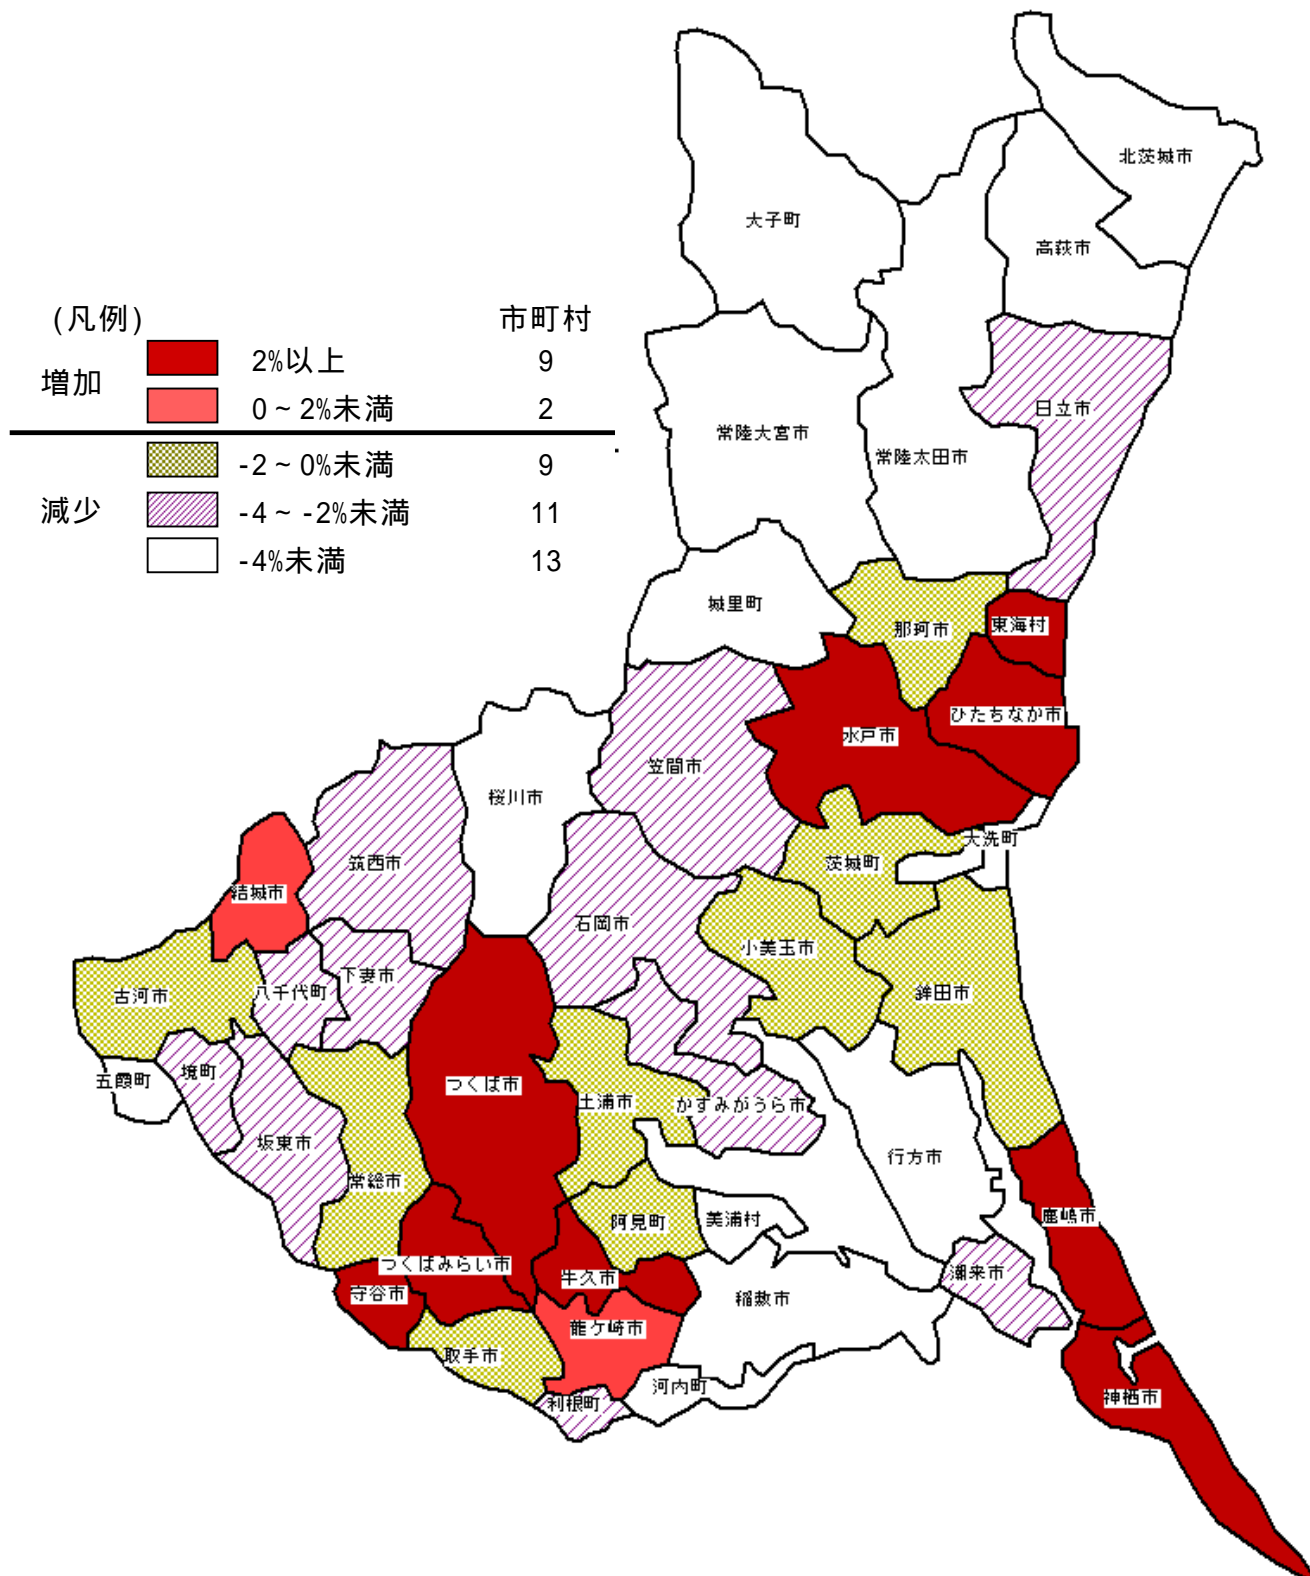 (凡例)
市町村
増加
2%以上
9
0～2%未満
2
減少
-2～0%未満
9
-4～-2%未満
11
-4%未満
13
北茨城市
大子町
高萩市
日立市
常陸大宮市
常陸太田市
城里町
那珂市
東海村
ひたちなか市
水戸市
笠間市
桜川市
大洗町
茨城町
筑西市
結城市
石岡市
小美玉市
下妻市
八千代町
古河市
鉾田市
五霞町
境町
つくば市
土浦市
かすみがうら市
坂東市
行方市
常総市
阿見町
美浦村
鹿嶋市
つくばみらい市
牛久市
潮来市
守谷市
稲敷市
龍ケ崎市
取手市
河内町
利根町
神栖市